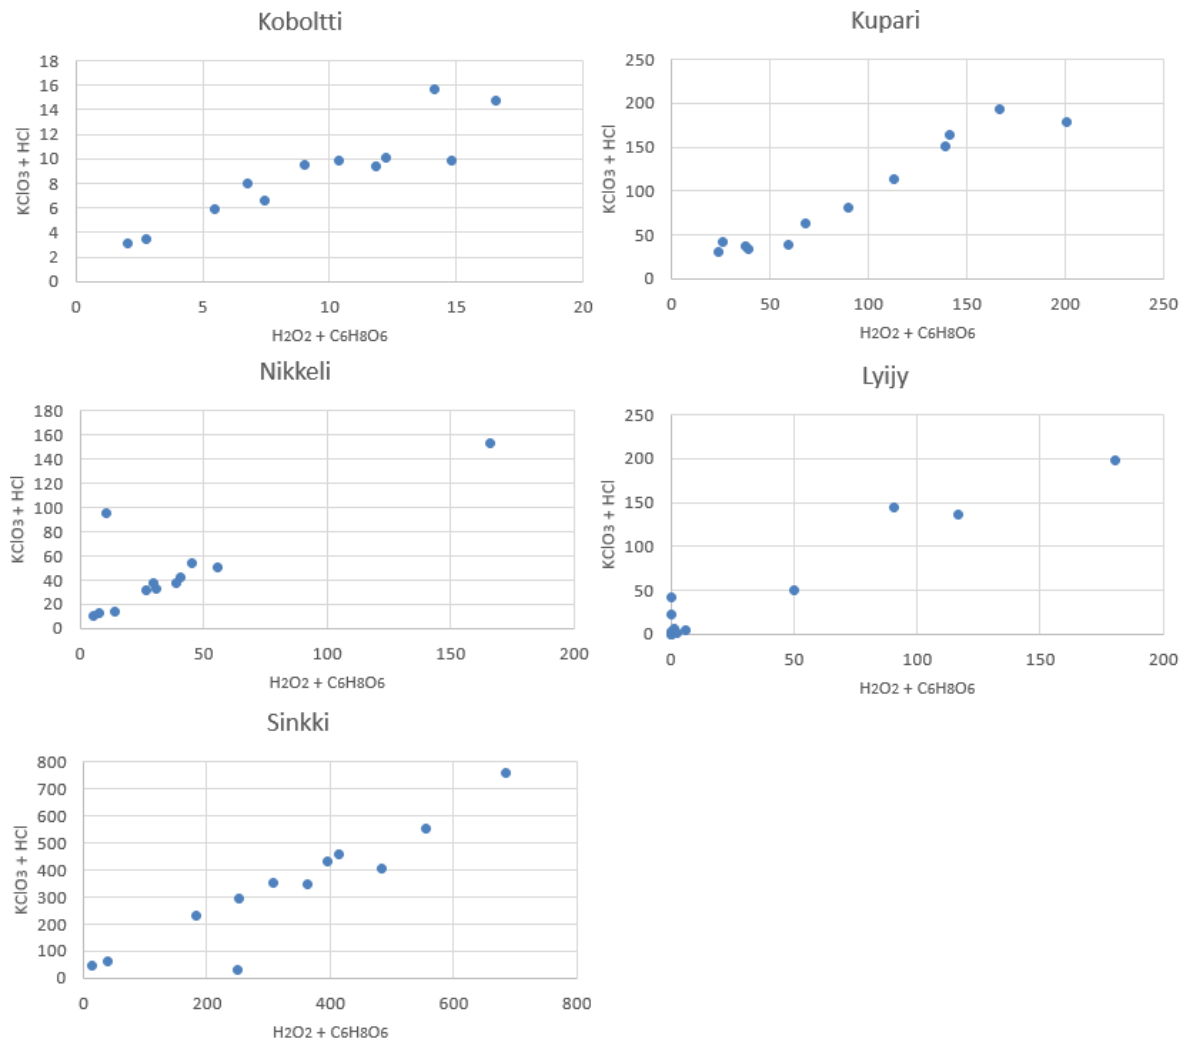 Koboltti
18
16
14
12
10
8
6
4
2
0
KClO3 + HCl
0 5 10 15 20
H2O2 + C6H8O6
Kupari
250
200
150
100
50
0
KClO3 + HCl
0 50 100 150 200 250
H2O2 + C6H8O6
Nikkeli
180
160
140
120
100
80
60
40
20
0
KClO3 + HCl
0 50 100 150 200
H2O2 + C6H8O6
Lyijy
250
200
150
100
50
0
KClO3 + HCl
0 50 100 150 200
H2O2 + C6H8O6
Sinkki
800
700
600
500
400
300
200
100
0
KClO3 + HCl
0 200 400 600 800
H2O2 + C6H8O6